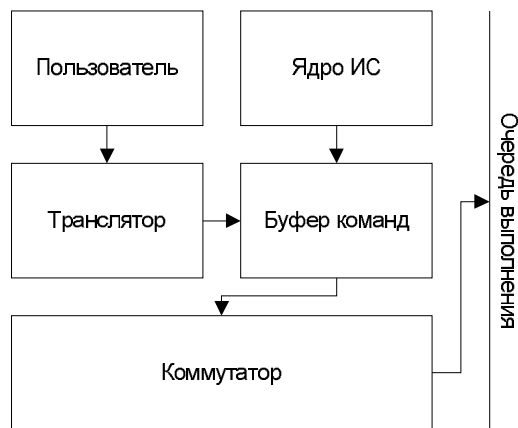 Пользователь
Ядро ИС
Транслятор
Буфер команд
Коммутатор
Очередь выполнения